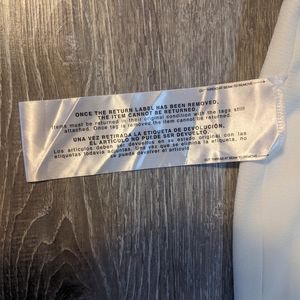 ONCE THE RETURN LABEL HAS BEEN REMOVED,
THE ITEM CANNOT BE RETURNED.
Items must be returned in their original condition with the tags still
attached. Once tag is removed the item cannot be returned.
UNA VEZ RETIRADA LA ETIQUETA DE DEVOLUCIÓN,
EL ARTICULO NO PUEDE SER DEVUELTO.
Los artículos deben ser devueltos en su estado original con las
etiquetas todavía adjuntas. Una vez que se elimina la etiqueta, no
se puede devolver el artículo